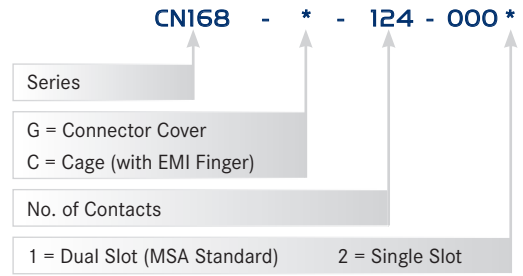 CN168 - * - 124 - 000 *
Series
G = Connector Cover
C = Cage (with EMI Finger)
No. of Contacts
1 = Dual Slot (MSA Standard) 2 = Single Slot